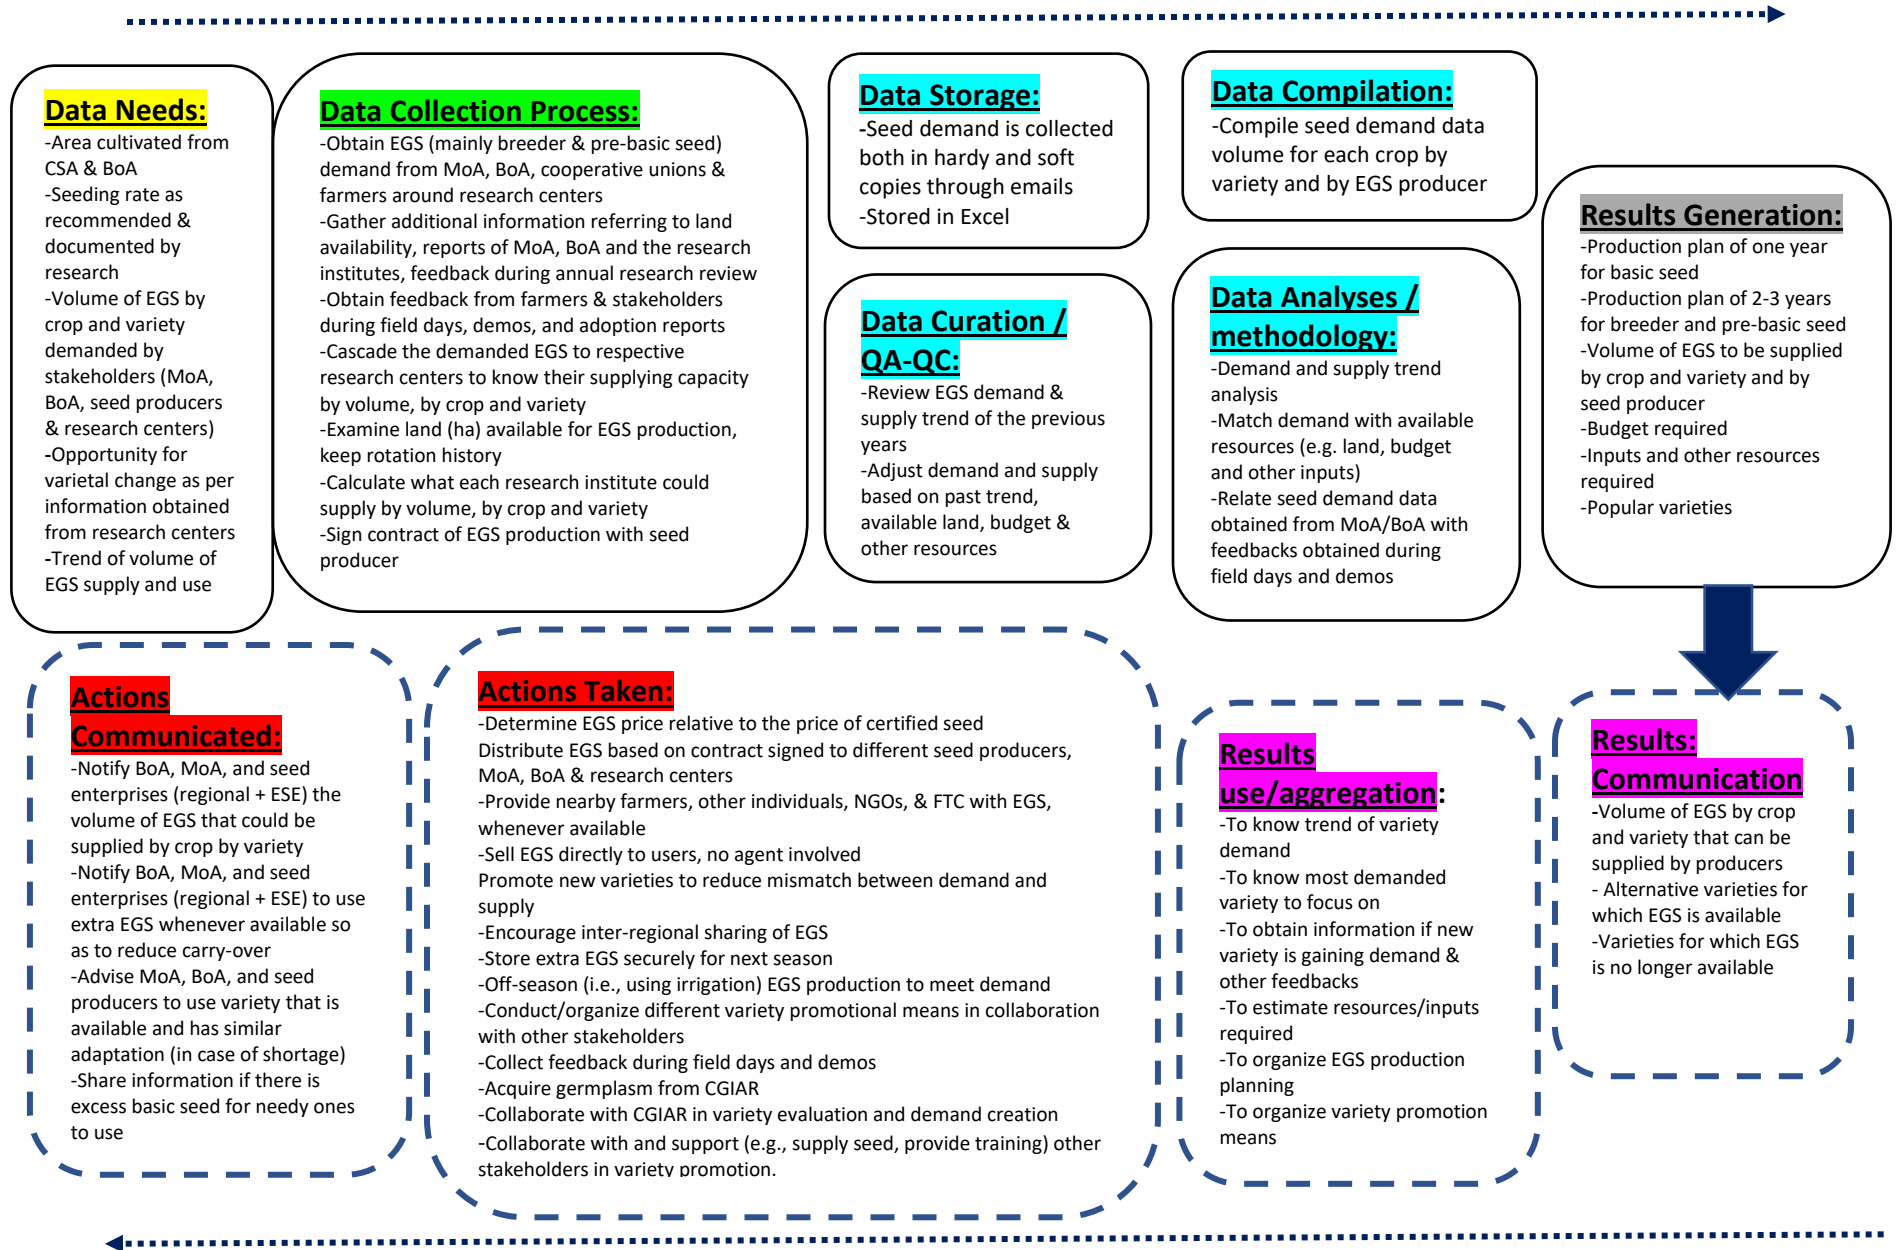 Data Needs:
-Area cultivated from
CSA & BoA
-Seeding rate as
recommended &
documented by
research
-Volume of EGS by
crop and variety
demanded by
stakeholders (MoA,
BoA, seed producers
& research centers)
-Opportunity for
varietal change as per
information obtained
from research centers
-Trend of volume of
EGS supply and use
Data Collection Process:
-Obtain EGS (mainly breeder & pre-basic seed)
demand from MoA, BoA, cooperative unions &
farmers around research centers
-Gather additional information referring to land
availability, reports of MoA, BoA and the research
institutes, feedback during annual research review
-Obtain feedback from farmers & stakeholders
during field days, demos, and adoption reports
-Cascade the demanded EGS to respective
research centers to know their supplying capacity
by volume, by crop and variety
-Examine land (ha) available for EGS production,
keep rotation history
-Calculate what each research institute could
supply by volume, by crop and variety
-Sign contract of EGS production with seed
producer
Data Storage:
-Seed demand is collected
both in hardy and soft
copies through emails
-Stored in Excel
Data Curation /
QA-QC:
-Review EGS demand &
supply trend of the previous
years
-Adjust demand and supply
based on past trend,
available land, budget &
other resources
Data Compilation:
-Compile seed demand data
volume for each crop by
variety and by EGS producer
Data Analyses /
methodology:
-Demand and supply trend
analysis
-Match demand with available
resources (e.g. land, budget
and other inputs)
-Relate seed demand data
obtained from MoA/BoA with
feedbacks obtained during
field days and demos
Results Generation:
-Production plan of one year
for basic seed
-Production plan of 2-3 years
for breeder and pre-basic seed
-Volume of EGS to be supplied
by crop and variety and by
seed producer
-Budget required
-Inputs and other resources
required
-Popular varieties
Actions
Communicated:
-Notify BoA, MoA, and seed
enterprises (regional + ESE) the
volume of EGS that could be
supplied by crop by variety
-Notify BoA, MoA, and seed
enterprises (regional + ESE) to use
extra EGS whenever available so
as to reduce carry-over
-Advise MoA, BoA, and seed
producers to use variety that is
available and has similar
adaptation (in case of shortage)
-Share information if there is
excess basic seed for needy ones
to use
Actions Taken:
-Determine EGS price relative to the price of certified seed
Distribute EGS based on contract signed to different seed producers,
MoA, BoA & research centers
-Provide nearby farmers, other individuals, NGOs, & FTC with EGS,
whenever available
-Sell EGS directly to users, no agent involved
Promote new varieties to reduce mismatch between demand and
supply
-Encourage inter-regional sharing of EGS
-Store extra EGS securely for next season
-Off-season (i.e., using irrigation) EGS production to meet demand
-Conduct/organize different variety promotional means in collaboration
with other stakeholders
-Collect feedback during field days and demos
-Acquire germplasm from CGIAR
-Collaborate with CGIAR in variety evaluation and demand creation
-Collaborate with and support (e.g., supply seed, provide training) other
stakeholders in variety promotion.
Results
use/aggregation:
-To know trend of variety
demand
-To know most demanded
variety to focus on
-To obtain information if new
variety is gaining demand &
other feedbacks
-To estimate resources/inputs
required
-To organize EGS production
planning
-To organize variety promotion
means
Results:
Communication
-Volume of EGS by crop
and variety that can be
supplied by producers
- Alternative varieties for
which EGS is available
-Varieties for which EGS
is no longer available